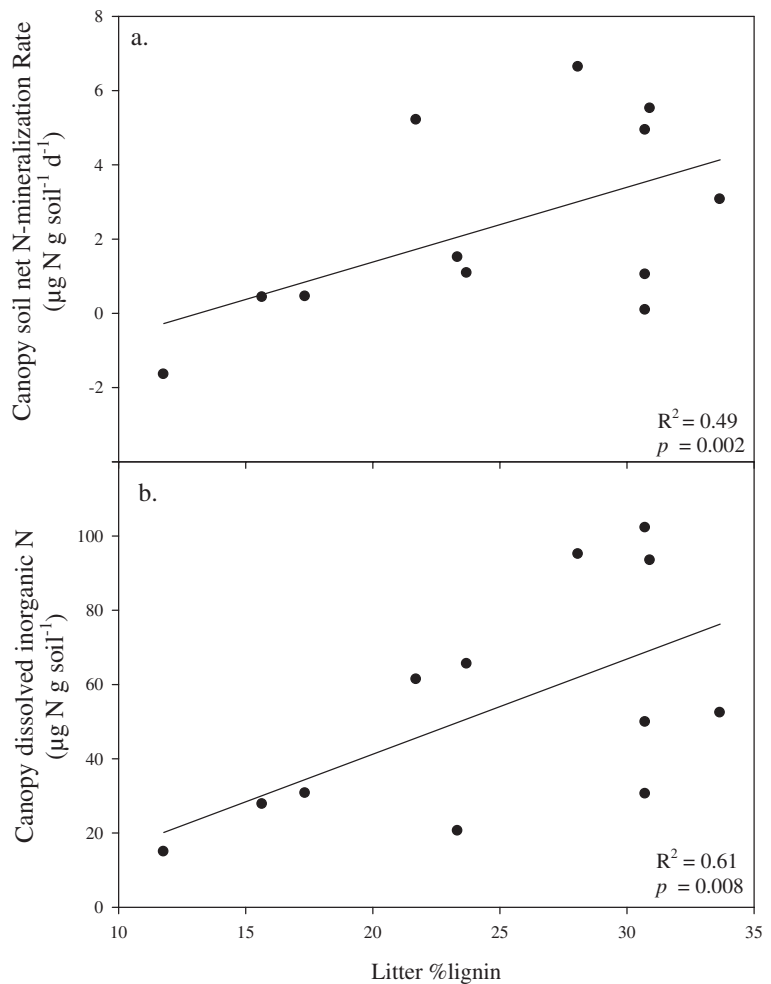 a.
Canopy soil net N-mineralization Rate
(µg N g soil⁻¹ d⁻¹)
8
6
4
2
0
-2
R² = 0.49
p = 0.002
b.
Canopy dissolved inorganic N
(µg N g soil⁻¹)
100
80
60
40
20
0
R² = 0.61
p = 0.008
10 15 20 25 30 35
Litter %lignin